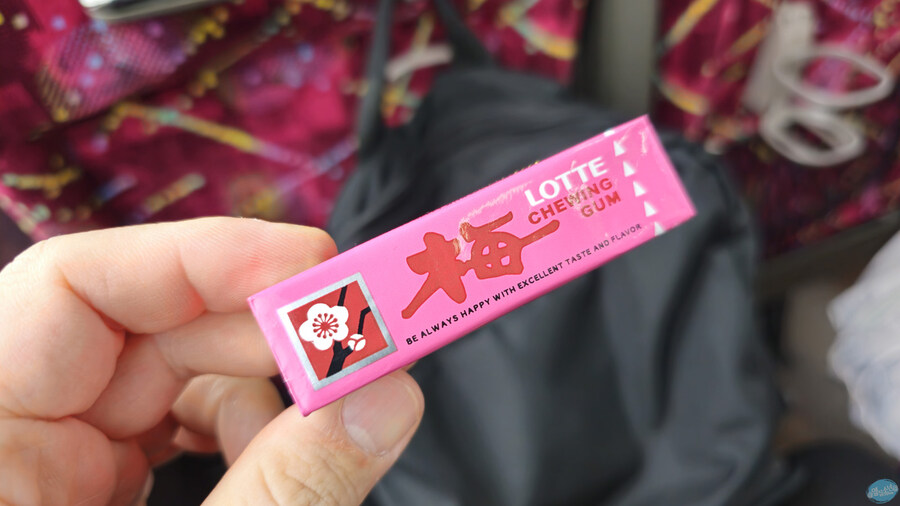 LOTTE
CHEWING
GUM
梅
BE ALWAYS HAPPY WITH EXCELLENT TASTE AND FLAVOR